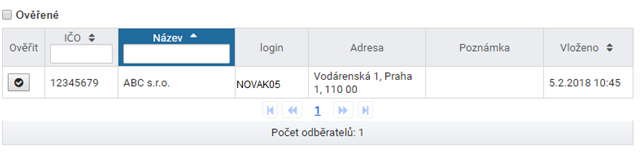 Ověřené
Ověřit IČO Název login Adresa Poznámka Vloženo
12345679 ABC s.r.o. NOVAK05 Vodárenská 1, Praha 5.2.2018 10:45
1, 110 00
1
Počet odběratelů: 1